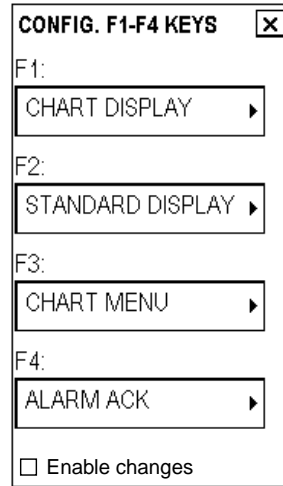 CONFIG. F1-F4 KEYS
F1:
CHART DISPLAY
F2:
STANDARD DISPLAY
F3:
CHART MENU
F4:
ALARM ACK
Enable changes